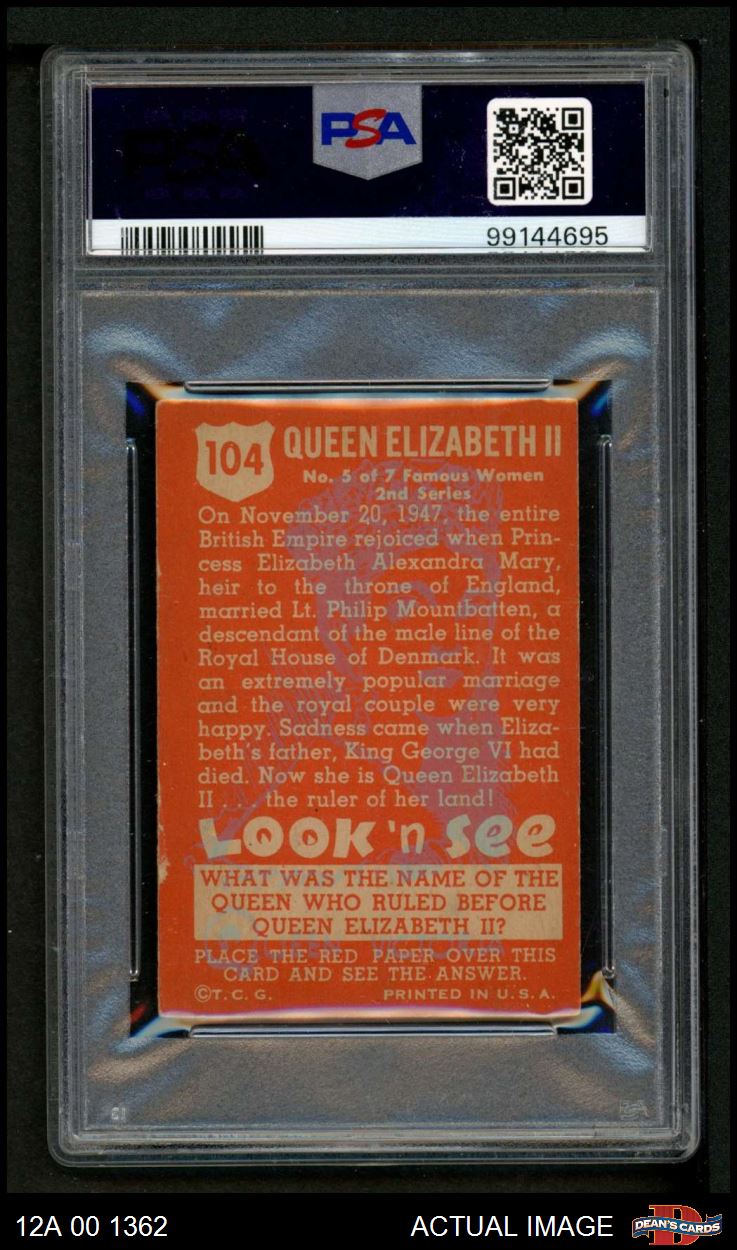 PSA
99144695
104
QUEEN ELIZABETH II
No. 5 of 7 Famous Women
2nd Series
On November 20, 1947, the entire
British Empire rejoiced when Prin-
cess Elizabeth Alexandra Mary,
heir to the throne of England,
married Lt. Philip Mountbatten, a
descendant of the male line of the
Royal House of Denmark. It was
an extremely popular marriage
and the royal couple were very
happy. Sadness came when Eliza-
beth's father, King George VI had
died. Now she is Queen Elizabeth
II . . . the ruler of her land!
LOOK 'n See
WHAT WAS THE NAME OF THE
QUEEN WHO RULED BEFORE
QUEEN ELIZABETH II?
QUEEN VICTORIA
PLACE THE RED PAPER OVER THIS
CARD AND SEE THE ANSWER.
©T.C.G. PRINTED IN U.S.A.
12A 00 1362 ACTUAL IMAGE DEAN'S CARDS